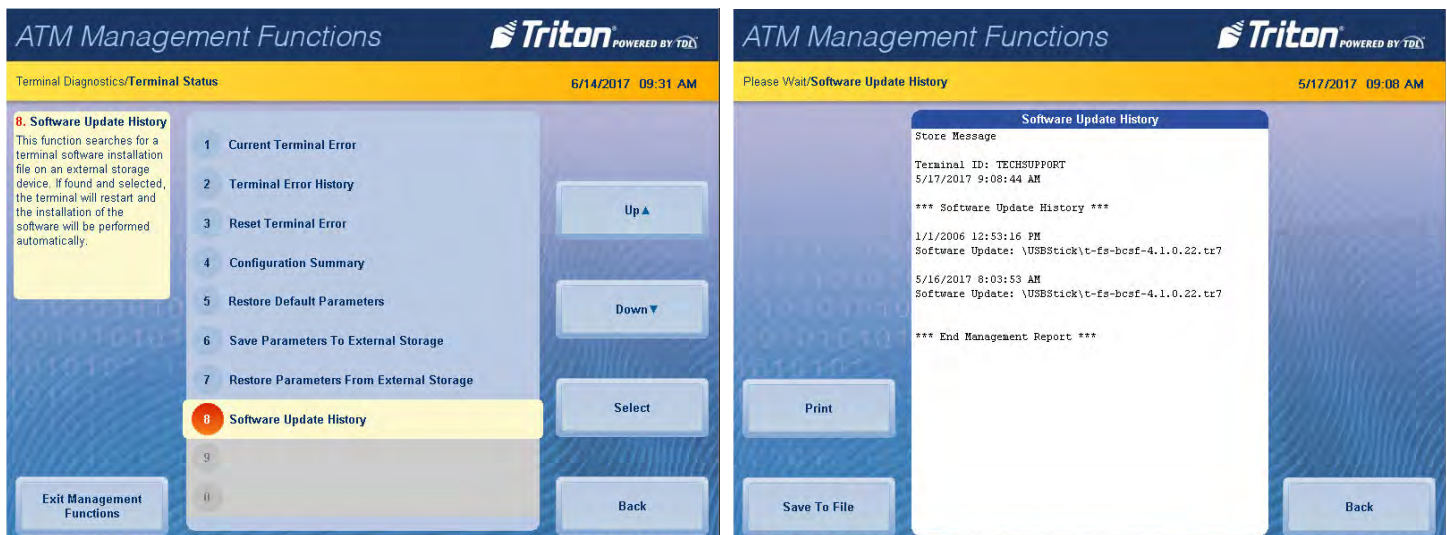 ATM Management Functions
Triton POWERED BY TDL
Terminal Diagnostics/Terminal Status
6/14/2017 09:31 AM
8. Software Update History
This function searches for a
terminal software installation
file on an external storage
device. If found and selected,
the terminal will restart and
the installation of the
software will be performed
automatically.
1 Current Terminal Error
2 Terminal Error History
3 Reset Terminal Error
4 Configuration Summary
5 Restore Default Parameters
6 Save Parameters To External Storage
7 Restore Parameters From External Storage
8 Software Update History
9
0
Up▲
Down▼
Select
Back
Exit Management
Functions
ATM Management Functions
Triton POWERED BY TDL
Please Wait/Software Update History
5/17/2017 09:08 AM
Software Update History
Store Message
Terminal ID: TECHSUPPORT
5/17/2017 9:08:44 AM
*** Software Update History ***
1/1/2006 12:53:16 PM
Software Update: \USBStick\t-fs-bcsf-4.1.0.22.tr7
5/16/2017 8:03:53 AM
Software Update: \USBStick\t-fs-bcsf-4.1.0.22.tr7
*** End Management Report ***
Print
Save To File
Back